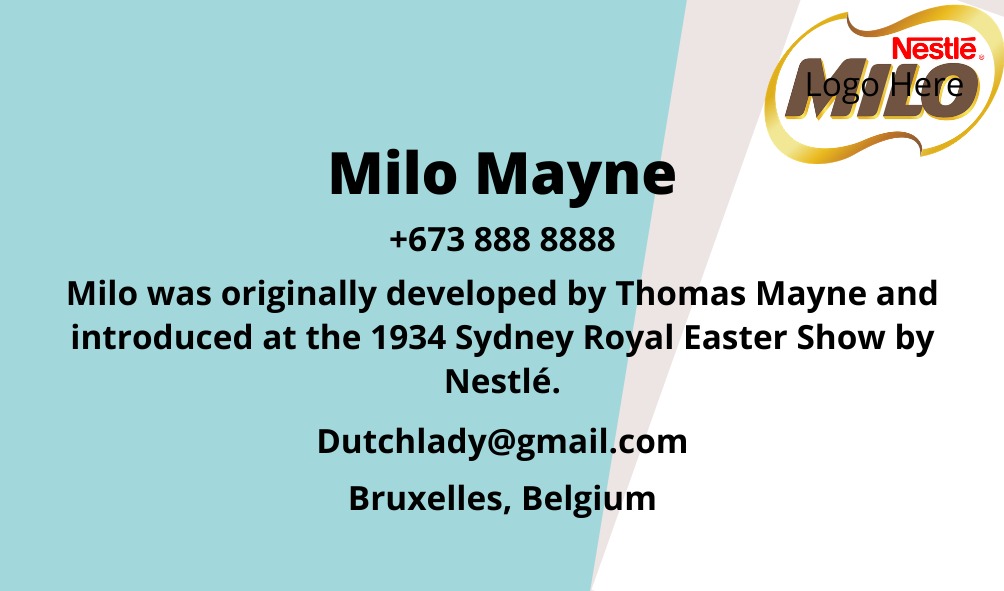 Nestlé
MILO
Logo Here
Milo Mayne
+673 888 8888
Milo was originally developed by Thomas Mayne and
introduced at the 1934 Sydney Royal Easter Show by
Nestlé.
Dutchlady@gmail.com
Bruxelles, Belgium